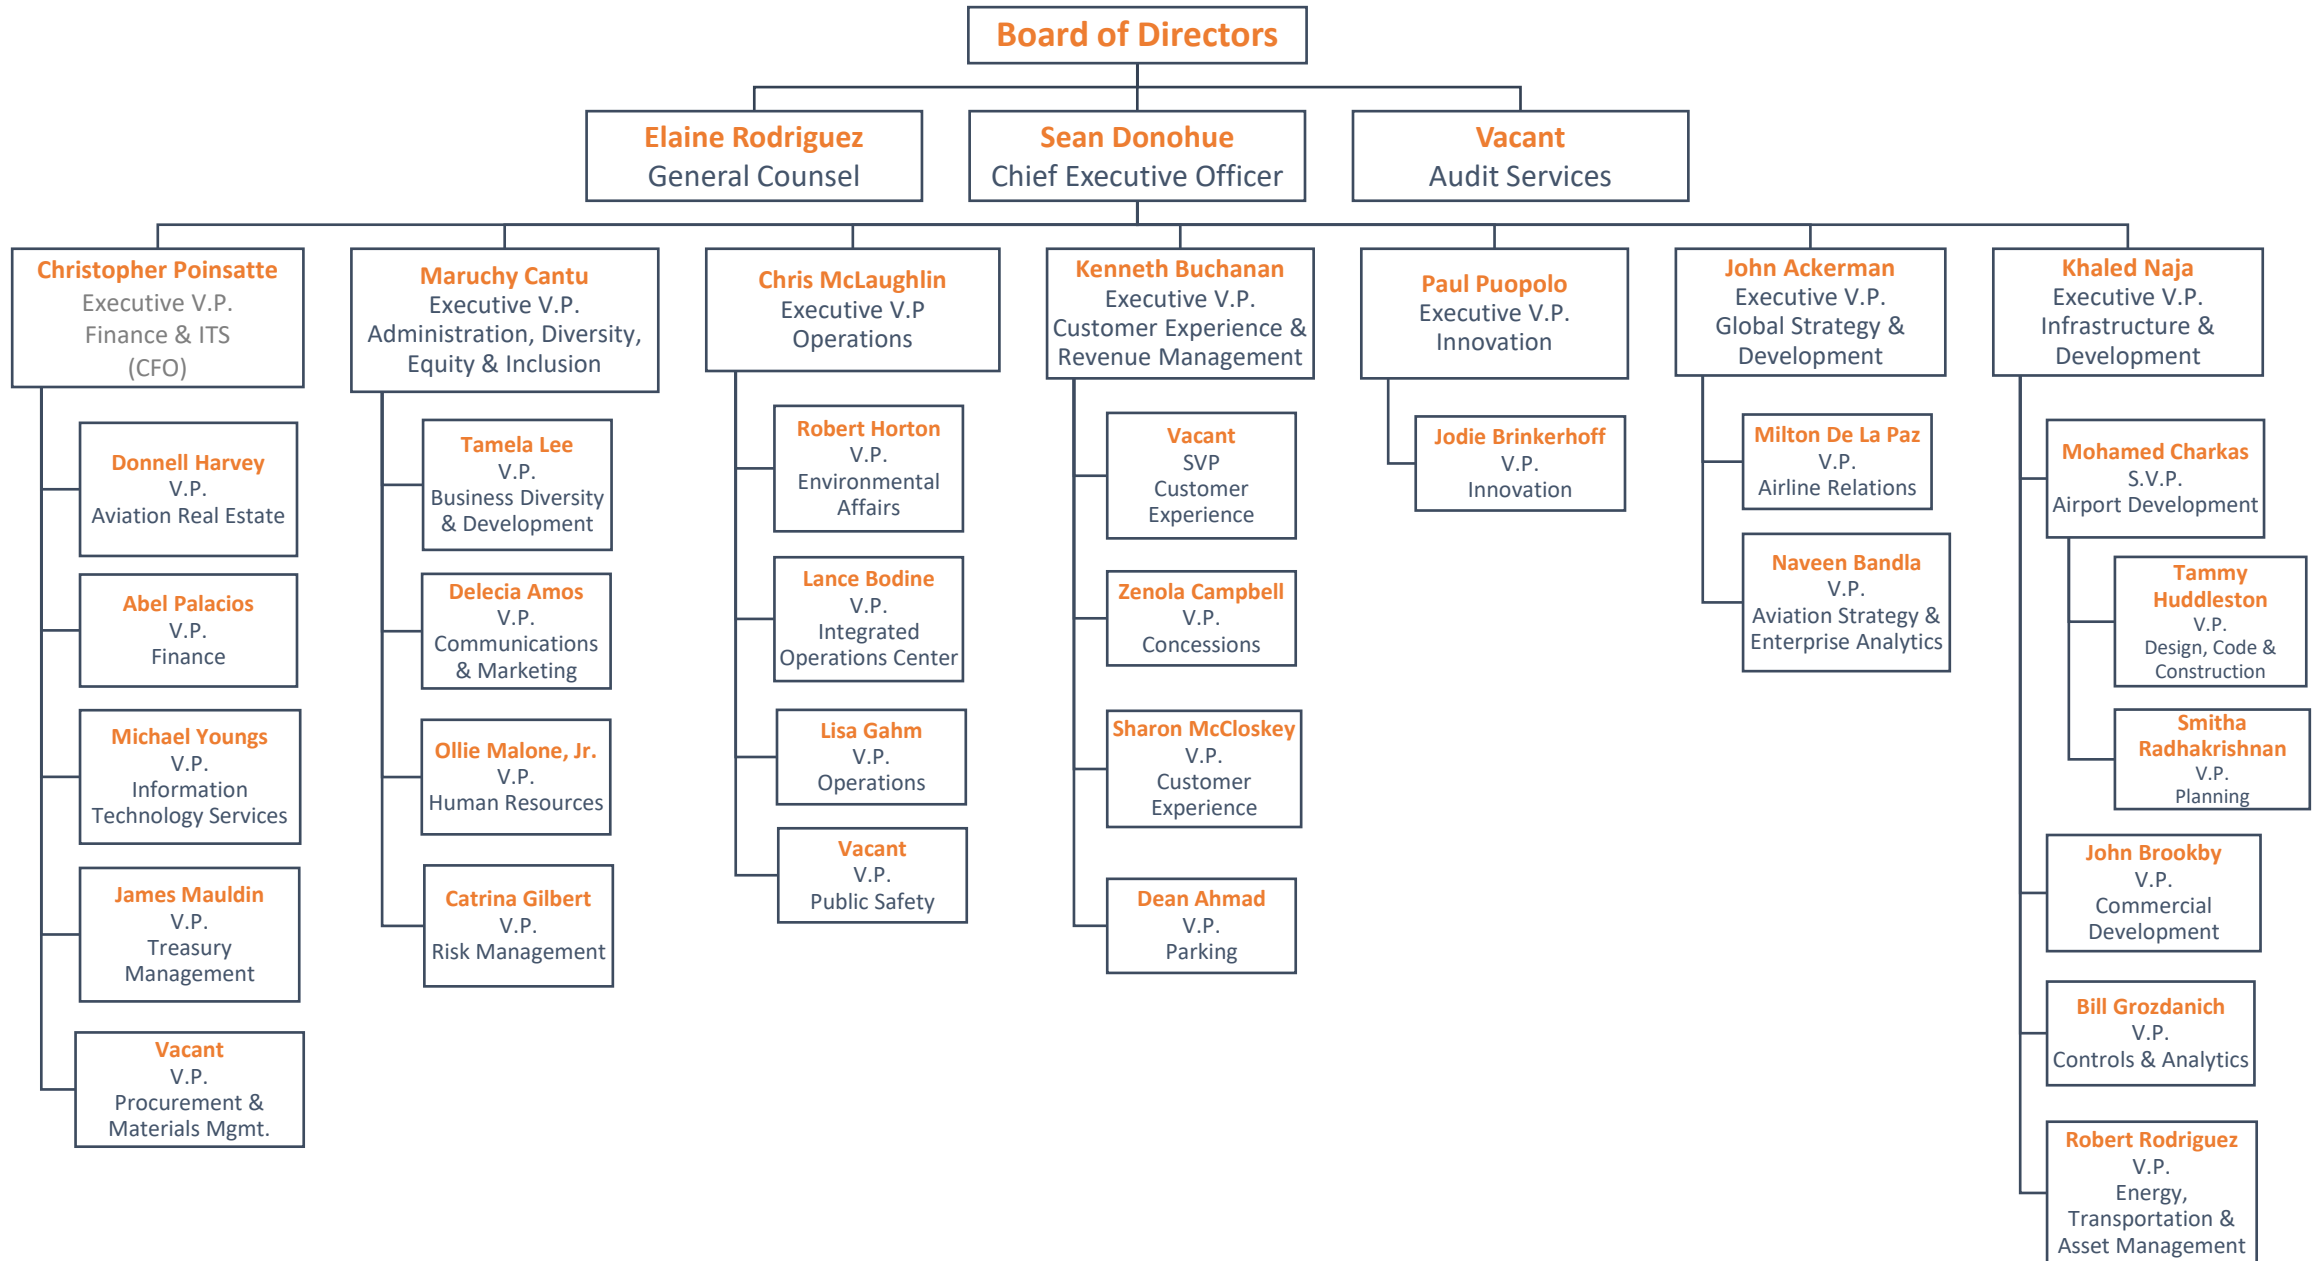 Board of Directors
Elaine Rodriguez
General Counsel
Sean Donohue
Chief Executive Officer
Vacant
Audit Services
Christopher Poinsatte
Executive V.P.
Finance & ITS
(CFO)
Donnell Harvey
V.P.
Aviation Real Estate
Abel Palacios
V.P.
Finance
Michael Youngs
V.P.
Information
Technology Services
James Mauldin
V.P.
Treasury
Management
Vacant
V.P.
Procurement &
Materials Mgmt.
Maruchy Cantu
Executive V.P.
Administration, Diversity,
Equity & Inclusion
Tamela Lee
V.P.
Business Diversity
& Development
Delecia Amos
V.P.
Communications
& Marketing
Ollie Malone, Jr.
V.P.
Human Resources
Catrina Gilbert
V.P.
Risk Management
Chris McLaughlin
Executive V.P
Operations
Robert Horton
V.P.
Environmental
Affairs
Lance Bodine
V.P.
Integrated
Operations Center
Lisa Gahm
V.P.
Operations
Vacant
V.P.
Public Safety
Kenneth Buchanan
Executive V.P.
Customer Experience &
Revenue Management
Vacant
SVP
Customer
Experience
Zenola Campbell
V.P.
Concessions
Sharon McCloskey
V.P.
Customer
Experience
Dean Ahmad
V.P.
Parking
Paul Puopolo
Executive V.P.
Innovation
Jodie Brinkerhoff
V.P.
Innovation
John Ackerman
Executive V.P.
Global Strategy &
Development
Milton De La Paz
V.P.
Airline Relations
Naveen Bandla
V.P.
Aviation Strategy &
Enterprise Analytics
Khaled Naja
Executive V.P.
Infrastructure &
Development
Mohamed Charkas
S.V.P.
Airport Development
Tammy
Huddleston
V.P.
Design, Code &
Construction
Smitha
Radhakrishnan
V.P.
Planning
John Brookby
V.P.
Commercial
Development
Bill Grozdanich
V.P.
Controls & Analytics
Robert Rodriguez
V.P.
Energy,
Transportation &
Asset Management